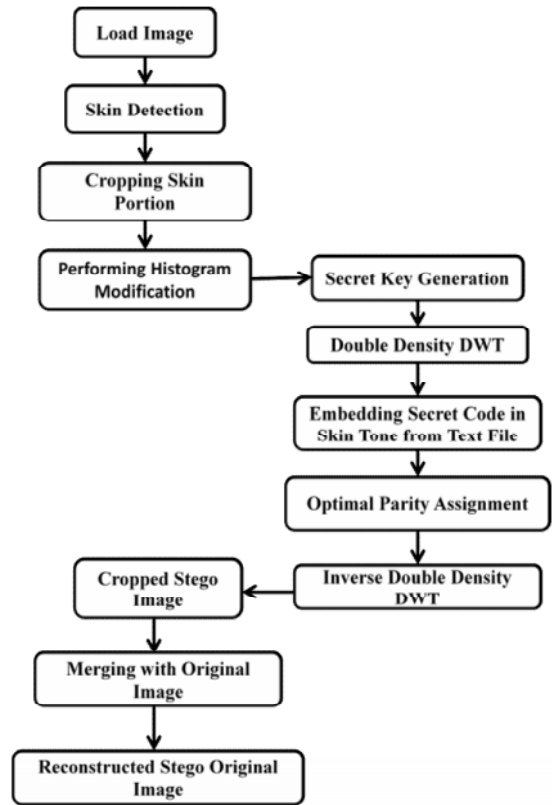 Load Image
Skin Detection
Cropping Skin
Portion
Performing Histogram
Modification
Secret Key Generation
Double Density DWT
Embedding Secret Code in
Skin Tone from Text File
Optimal Parity Assignment
Inverse Double Density
DWT
Cropped Stego
Image
Merging with Original
Image
Reconstructed Stego Original
Image